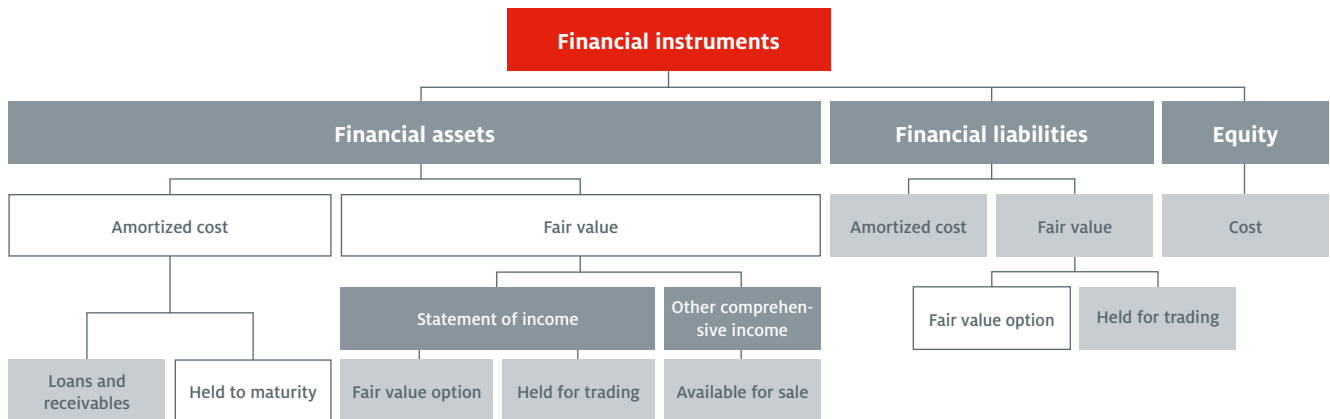 Financial instruments
Financial assets
Financial liabilities
Equity
Amortized cost
Fair value
Amortized cost
Fair value
Cost
Statement of income
Other comprehen-
sive income
Fair value option
Held for trading
Loans and
receivables
Held to maturity
Fair value option
Held for trading
Available for sale